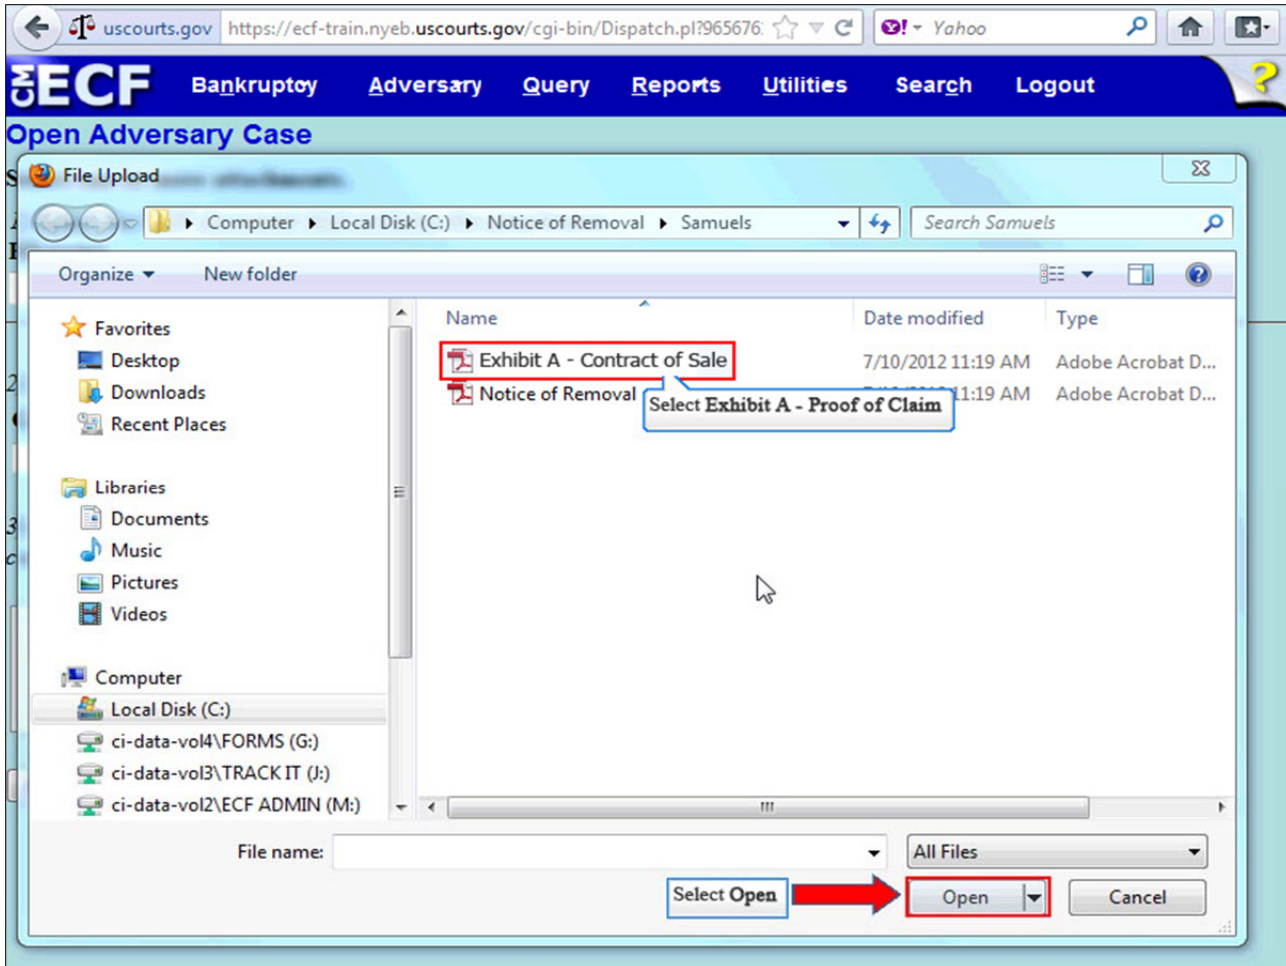 uscourts.gov https://ecf-train.nyeb.uscourts.gov/cgi-bin/Dispatch.pl?965676: Yahoo
CM ECF Bankruptcy Adversary Query Reports Utilities Search Logout ?
Open Adversary Case
File Upload
Computer Local Disk (C:) Notice of Removal Samuels Search Samuels
Organize New folder
Name Date modified Type
Favorites
Desktop
Downloads
Recent Places
Libraries
Documents
Music
Pictures
Videos
Computer
Local Disk (C:)
ci-data-vol4\FORMS (G:)
ci-data-vol3\TRACK IT (J:)
ci-data-vol2\ECF ADMIN (M:)
Exhibit A - Contract of Sale 7/10/2012 11:19 AM Adobe Acrobat D...
Notice of Removal 11:19 AM Adobe Acrobat D...
Select Exhibit A - Proof of Claim
File name: All Files
Select Open Open Cancel